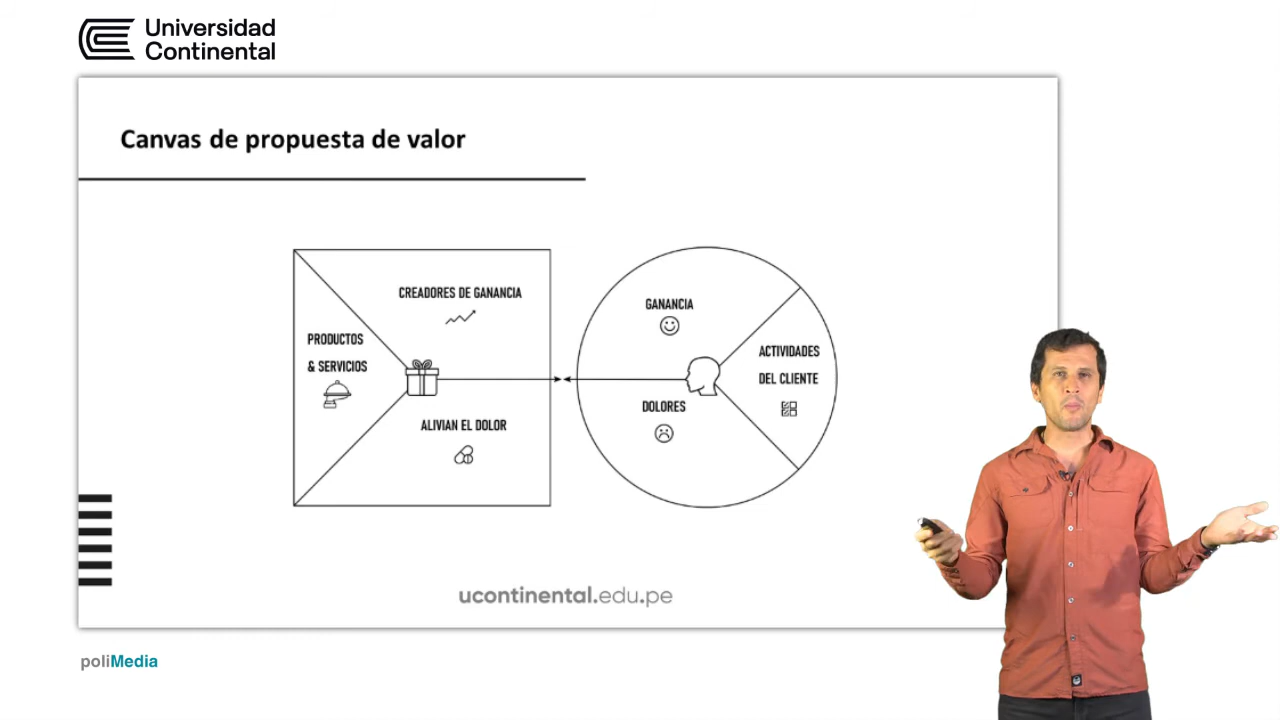 Universidad
Continental
Canvas de propuesta de valor
CREADORES DE GANANCIA
PRODUCTOS
& SERVICIOS
ALIVIAN EL DOLOR
GANANCIA
ACTIVIDADES
DEL CLIENTE
DOLORES
ucontinental.edu.pe
poliMedia